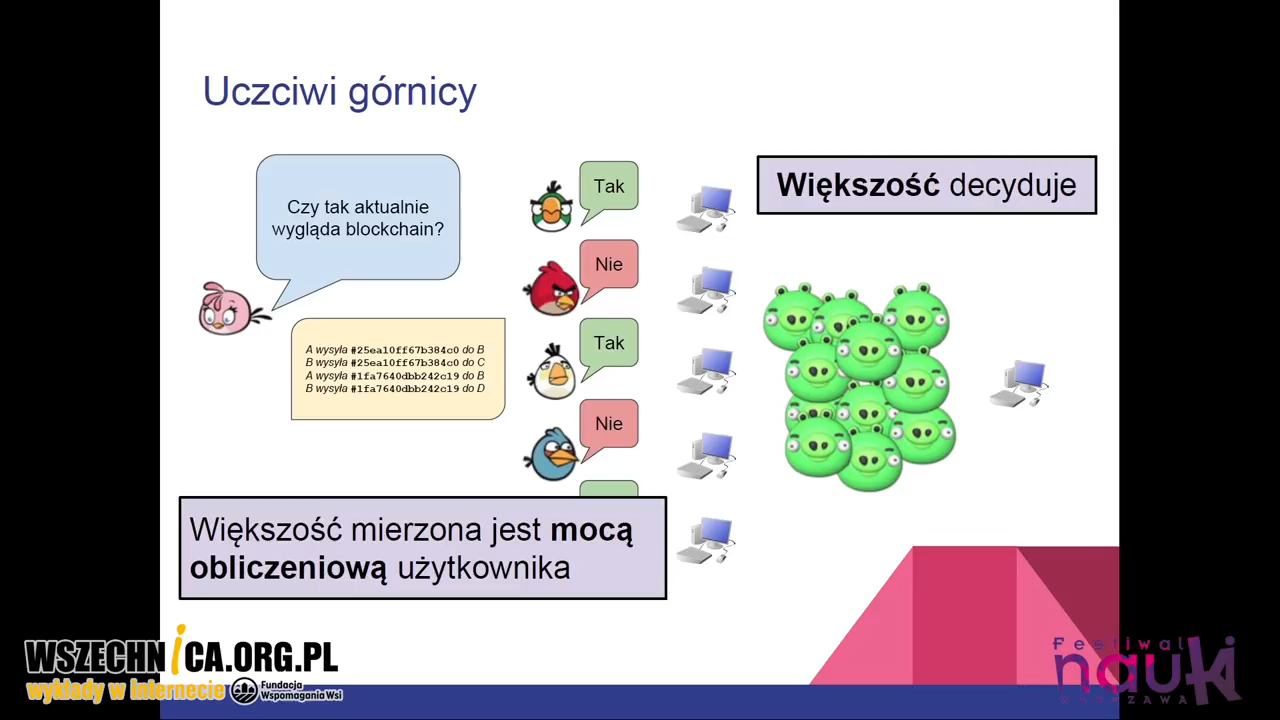 Uczciwi górnicy
Czy tak aktualnie
wygląda blockchain?
Tak
Nie
Tak
Nie
Większość decyduje
A wysyła #25ea10ff67b384c0 do B
B wysyła #25ea10ff67b384c0 do C
A wysyła #1fa7640dbb242c19 do B
B wysyła #1fa7640dbb242c19 do D
Większość mierzona jest mocą
obliczeniową użytkownika
WSZECHNiCA.ORG.PL
wykłady w internecie
Fundacja
Wspomagania Wsi
Festiwal
nauki
WARSZAWA